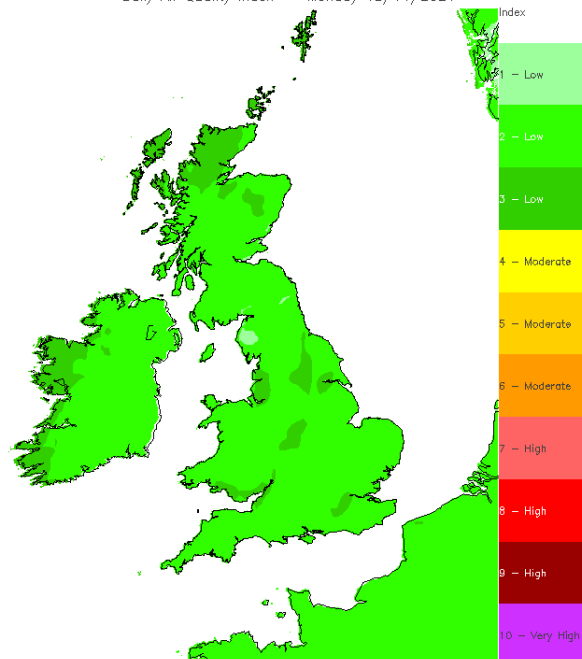 Index
1 - Low
2 - Low
3 - Low
4 - Moderate
5 - Moderate
6 - Moderate
7 - High
8 - High
9 - High
10 - Very High